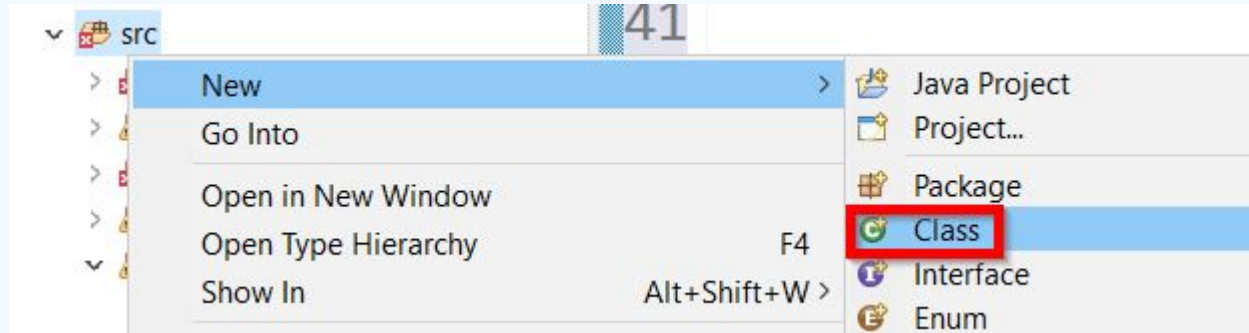 src
41
New >
Go Into
Open in New Window
Open Type Hierarchy F4
Show In Alt+Shift+W >
Java Project
Project...
Package
Class
Interface
Enum